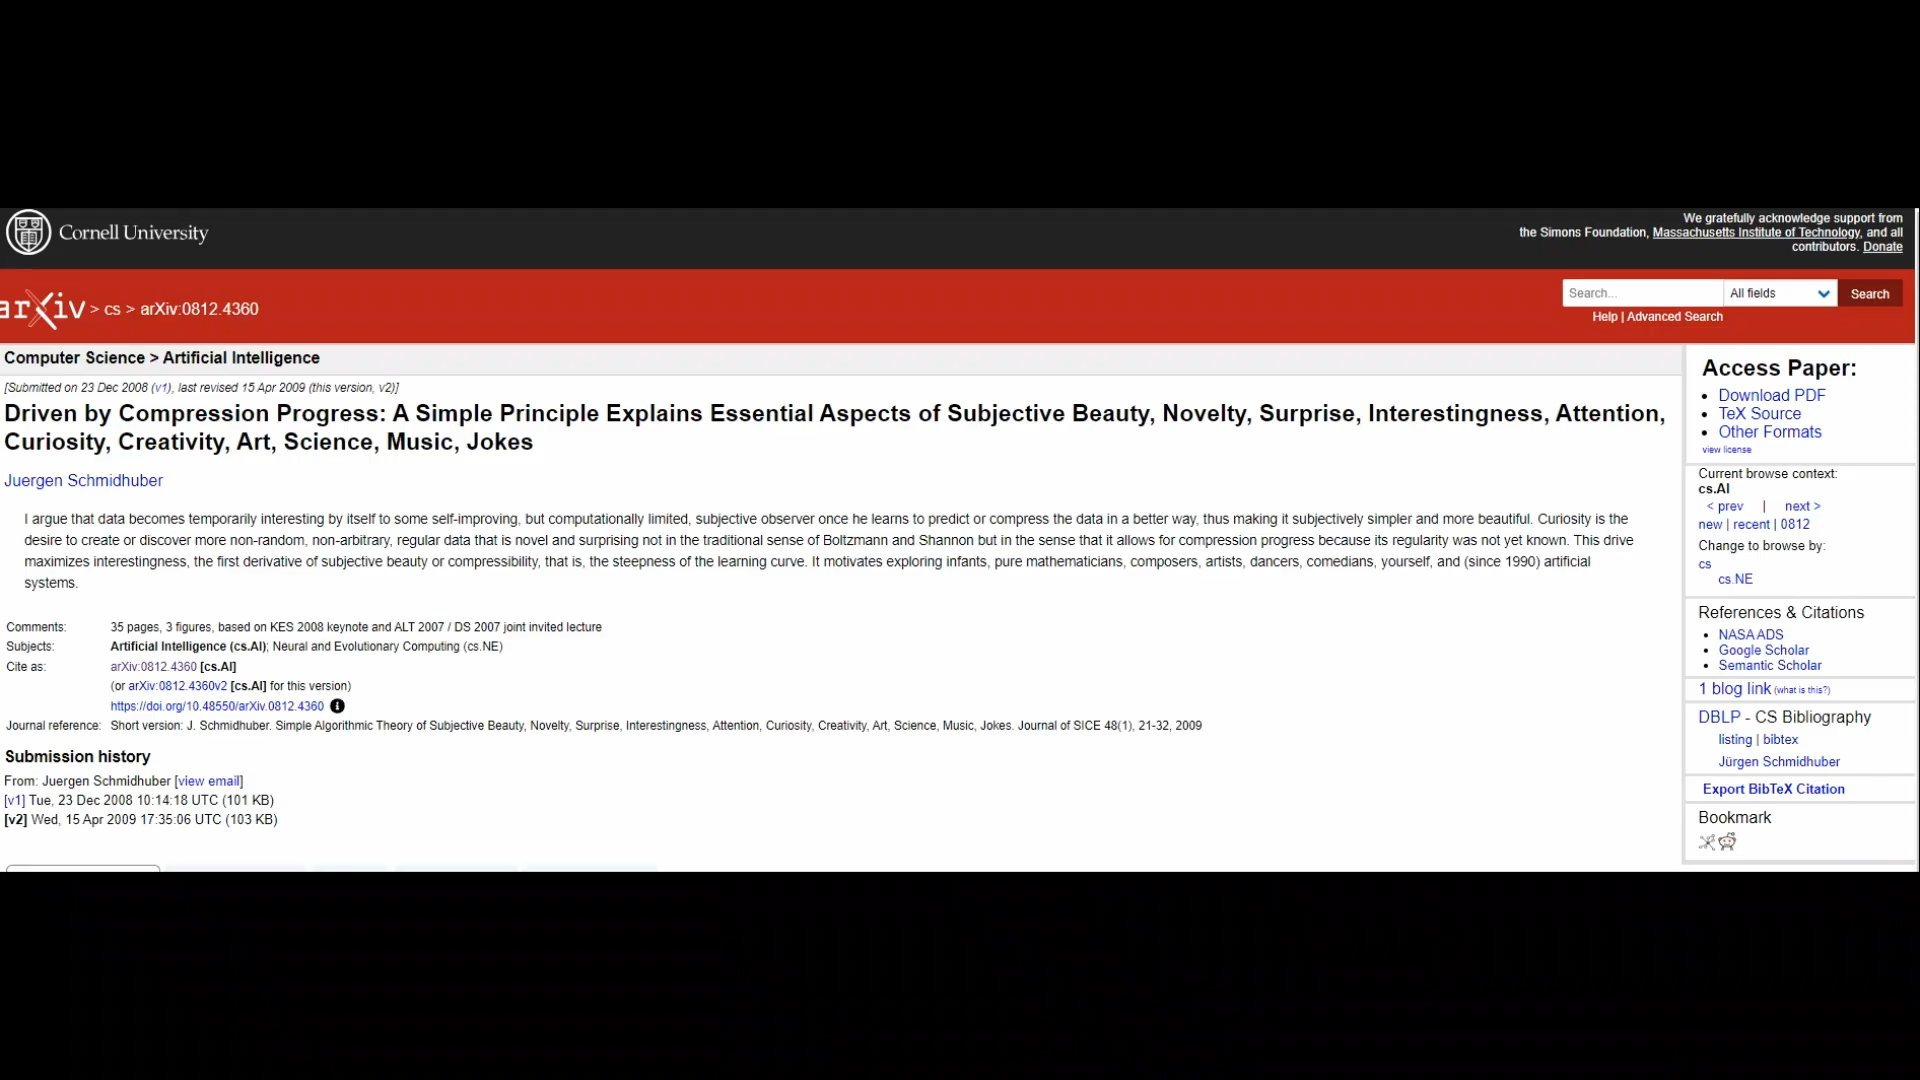 Cornell University
We gratefully acknowledge support from
the Simons Foundation, Massachusetts Institute of Technology, and all
contributors. Donate
arXiv > cs > arXiv:0812.4360
Search...
All fields
Search
Help | Advanced Search
Computer Science > Artificial Intelligence
[Submitted on 23 Dec 2008 (v1), last revised 15 Apr 2009 (this version, v2)]
Driven by Compression Progress: A Simple Principle Explains Essential Aspects of Subjective Beauty, Novelty, Surprise, Interestingness, Attention,
Curiosity, Creativity, Art, Science, Music, Jokes
Juergen Schmidhuber
I argue that data becomes temporarily interesting by itself to some self-improving, but computationally limited, subjective observer once he learns to predict or compress the data in a better way, thus making it subjectively simpler and more beautiful. Curiosity is the
desire to create or discover more non-random, non-arbitrary, regular data that is novel and surprising not in the traditional sense of Boltzmann and Shannon but in the sense that it allows for compression progress because its regularity was not yet known. This drive
maximizes interestingness, the first derivative of subjective beauty or compressibility, that is, the steepness of the learning curve. It motivates exploring infants, pure mathematicians, composers, artists, dancers, comedians, yourself, and (since 1990) artificial
systems.
Comments: 35 pages, 3 figures, based on KES 2008 keynote and ALT 2007 / DS 2007 joint invited lecture
Subjects: Artificial Intelligence (cs.AI); Neural and Evolutionary Computing (cs.NE)
Cite as: arXiv:0812.4360 [cs.AI]
(or arXiv:0812.4360v2 [cs.AI] for this version)
https://doi.org/10.48550/arXiv.0812.4360
Journal reference: Short version: J. Schmidhuber. Simple Algorithmic Theory of Subjective Beauty, Novelty, Surprise, Interestingness, Attention, Curiosity, Creativity, Art, Science, Music, Jokes. Journal of SICE 48(1), 21-32, 2009
Submission history
From: Juergen Schmidhuber [view email]
[v1] Tue, 23 Dec 2008 10:14:18 UTC (101 KB)
[v2] Wed, 15 Apr 2009 17:35:06 UTC (103 KB)
Access Paper:
Download PDF
TeX Source
Other Formats
view license
Current browse context:
cs.AI
< prev | next >
new | recent | 0812
Change to browse by:
cs
cs.NE
References & Citations
NASA ADS
Google Scholar
Semantic Scholar
1 blog link (what is this?)
DBLP - CS Bibliography
listing | bibtex
Jürgen Schmidhuber
Export BibTeX Citation
Bookmark